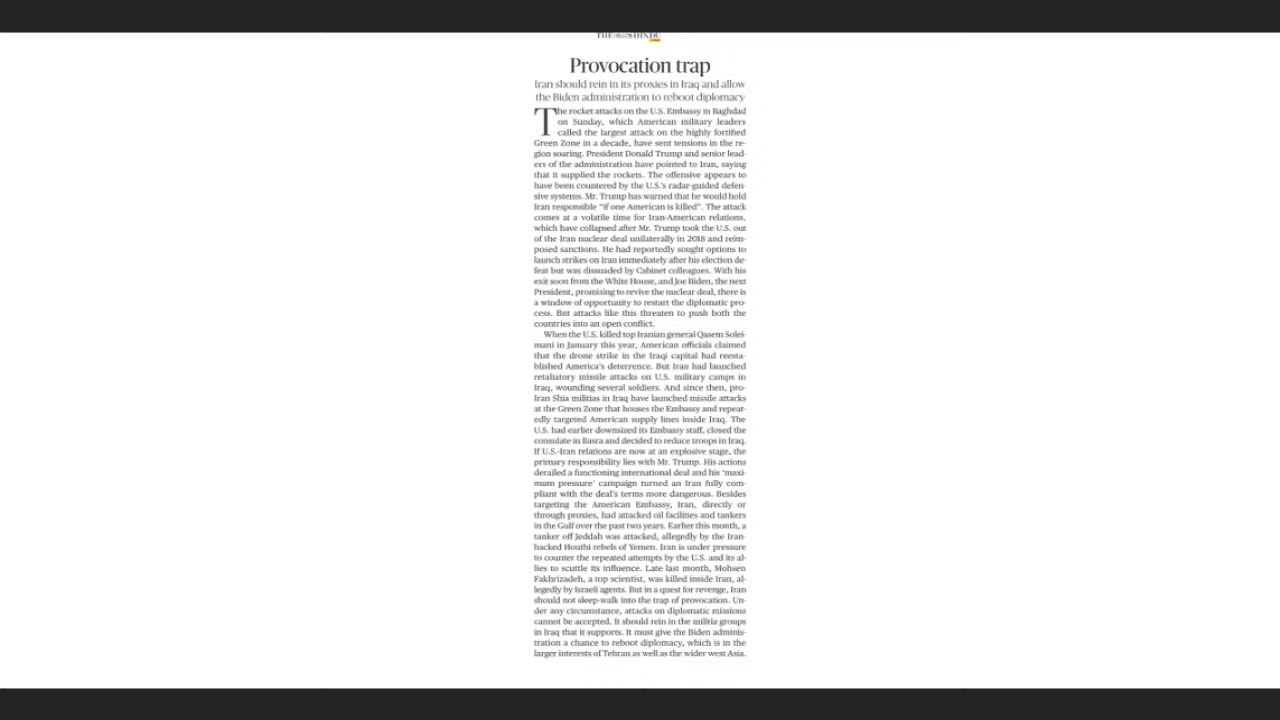 THE HINDU
Provocation trap
Iran should rein in its proxies in Iraq and allow
the Biden administration to reboot diplomacy
The rocket attacks on the U.S. Embassy in Baghdad
on Sunday, which American military leaders
called the largest attack on the highly fortified
Green Zone in a decade, have sent tensions in the re-
gion soaring. President Donald Trump and senior lead-
ers of the administration have pointed to Iran, saying
that it supplied the rockets. The offensive appears to
have been countered by the U.S.'s radar-guided defen-
sive systems. Mr. Trump has warned that he would hold
Iran responsible "if one American is killed". The attack
comes at a volatile time for Iran-American relations,
which have collapsed after Mr. Trump took the U.S. out
of the Iran nuclear deal unilaterally in 2018 and reim-
posed sanctions. He had reportedly sought options to
launch strikes on Iran immediately after his election de-
feat but was dissuaded by Cabinet colleagues. With his
exit soon from the White House, and Joe Biden, the next
President, promising to revive the nuclear deal, there is
a window of opportunity to restart the diplomatic pro-
cess. But attacks like this threaten to push both the
countries into an open conflict.
When the U.S. killed top Iranian general Qasem Solei-
mani in January this year, American officials claimed
that the drone strike in the Iraqi capital had reesta-
blished America's deterrence. But Iran had launched
retaliatory missile attacks on U.S. military camps in
Iraq, wounding several soldiers. And since then, pro-
Iran Shia militias in Iraq have launched missile attacks
at the Green Zone that houses the Embassy and repeat-
edly targeted American supply lines inside Iraq. The
U.S. had earlier downsized its Embassy staff, closed the
consulate in Basra and decided to reduce troops in Iraq.
If U.S.-Iran relations are now at an explosive stage, the
primary responsibility lies with Mr. Trump. His actions
derailed a functioning international deal and his 'maxi-
mum pressure' campaign turned an Iran fully com-
pliant with the deal's terms more dangerous. Besides
targeting the American Embassy, Iran, directly or
through proxies, had attacked oil facilities and tankers
in the Gulf over the past two years. Earlier this month, a
tanker off Jeddah was attacked, allegedly by the Iran-
backed Houthi rebels of Yemen. Iran is under pressure
to counter the repeated attempts by the U.S. and its al-
lies to scuttle its influence. Late last month, Mohsen
Fakhrizadeh, a top scientist, was killed inside Iran, al-
legedly by Israeli agents. But in a quest for revenge, Iran
should not sleep-walk into the trap of provocation. Un-
der any circumstance, attacks on diplomatic missions
cannot be accepted. It should rein in the militia groups
in Iraq that it supports. It must give the Biden adminis-
tration a chance to reboot diplomacy, which is in the
larger interests of Tehran as well as the wider west Asia.